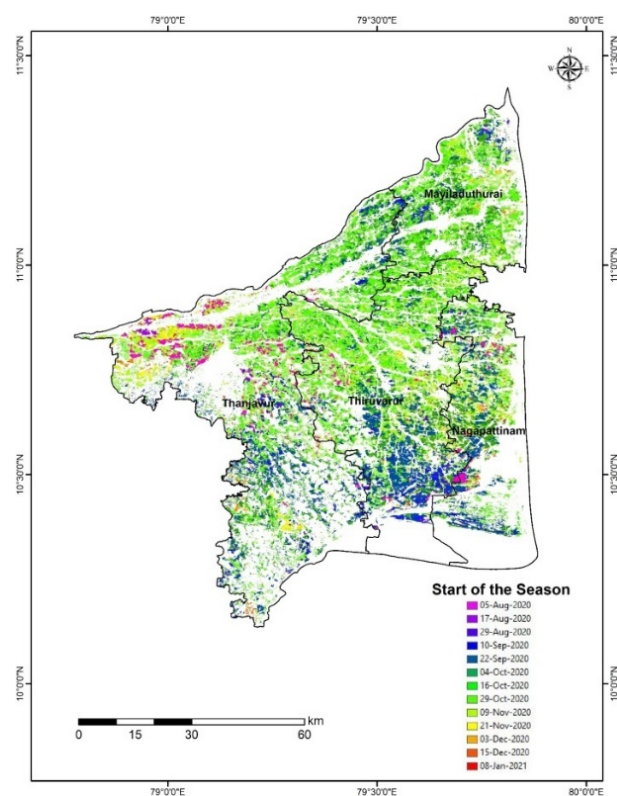 79°0'0"E
79°30'0"E
80°0'0"E
11°30'0"N
11°30'0"N
N
W
E
S
Mayiladuthurai
11°0'0"N
11°0'0"N
Thanjavur
Thiruvarur
Nagapattinam
10°30'0"N
10°30'0"N
Start of the Season
05-Aug-2020
17-Aug-2020
29-Aug-2020
10-Sep-2020
22-Sep-2020
04-Oct-2020
16-Oct-2020
29-Oct-2020
09-Nov-2020
21-Nov-2020
03-Dec-2020
15-Dec-2020
08-Jan-2021
10°0'0"N
10°0'0"N
km
0 15 30 60
79°0'0"E
79°30'0"E
80°0'0"E